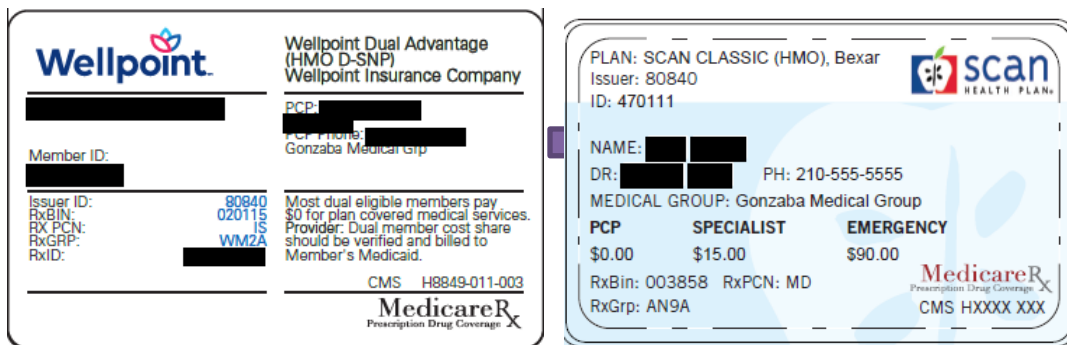 Wellpoint.
Wellpoint Dual Advantage
(HMO D-SNP)
Wellpoint Insurance Company
PCP:
PCP Phone:
Gonzaba Medical Grp
Member ID:
Issuer ID: 80840
RxBIN: 020115
RX PCN: IS
RxGRP: WM2A
RxID:
Most dual eligible members pay
$0 for plan covered medical services.
Provider: Dual member cost share
should be verified and billed to
Member's Medicaid.
CMS H8849-011-003
MedicareRx
Prescription Drug Coverage
PLAN: SCAN CLASSIC (HMO), Bexar
Issuer: 80840
ID: 470111
scan
HEALTH PLAN®
NAME:
DR: PH: 210-555-5555
MEDICAL GROUP: Gonzaba Medical Group
PCP SPECIALIST EMERGENCY
$0.00 $15.00 $90.00
RxBin: 003858 RxPCN: MD
RxGrp: AN9A
MedicareRx
Prescription Drug Coverage
CMS HXXXX XXX